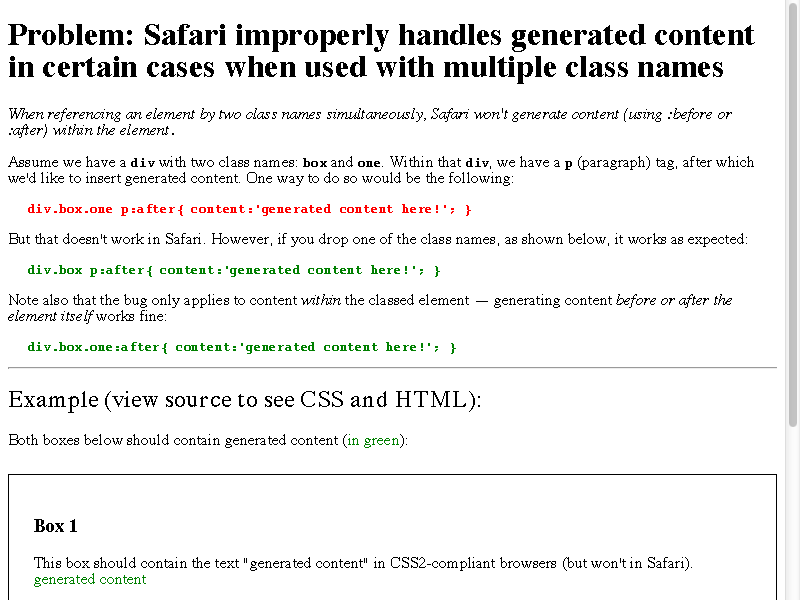 Problem: Safari improperly handles generated content
in certain cases when used with multiple class names
When referencing an element by two class names simultaneously, Safari won't generate content (using :before or
:after) within the element.
Assume we have a div with two class names: box and one. Within that div, we have a p (paragraph) tag, after which
we'd like to insert generated content. One way to do so would be the following:
div.box.one p:after{ content:'generated content here!'; }
But that doesn't work in Safari. However, if you drop one of the class names, as shown below, it works as expected:
div.box p:after{ content:'generated content here!'; }
Note also that the bug only applies to content within the classed element — generating content before or after the
element itself works fine:
div.box.one:after{ content:'generated content here!'; }
Example (view source to see CSS and HTML):
Both boxes below should contain generated content (in green):
Box 1
This box should contain the text "generated content" in CSS2-compliant browsers (but won't in Safari).
generated content